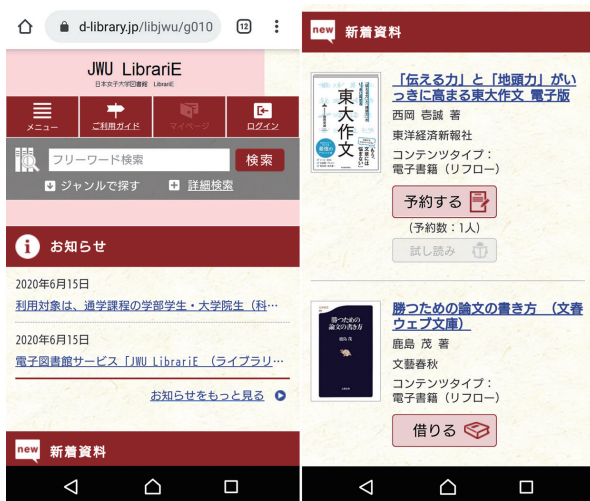 d-library.jp/libjwu/g010
12
JWU LibrariE
日本女子大学図書館 LibrariE
メニュー
ご利用ガイド
マイページ
ログイン
フリーワード検索
検索
ジャンルで探す
詳細検索
お知らせ
2020年6月15日
利用対象は、通学課程の学部学生・大学院生（科…
2020年6月15日
電子図書館サービス「JWU LibrariE （ライブラリ…
お知らせをもっと見る
new 新着資料
new 新着資料
東大作文
「伝える力」と「地頭力」がい
っきに高まる東大作文 電子版
西岡 壱誠 著
東洋経済新報社
コンテンツタイプ：
電子書籍（リフロー）
予約する
(予約数：1人)
試し読み
勝つための
論文の書き方
鹿島 茂
勝つための論文の書き方 （文春
ウェブ文庫）
鹿島 茂 著
文藝春秋
コンテンツタイプ：
電子書籍（リフロー）
借りる